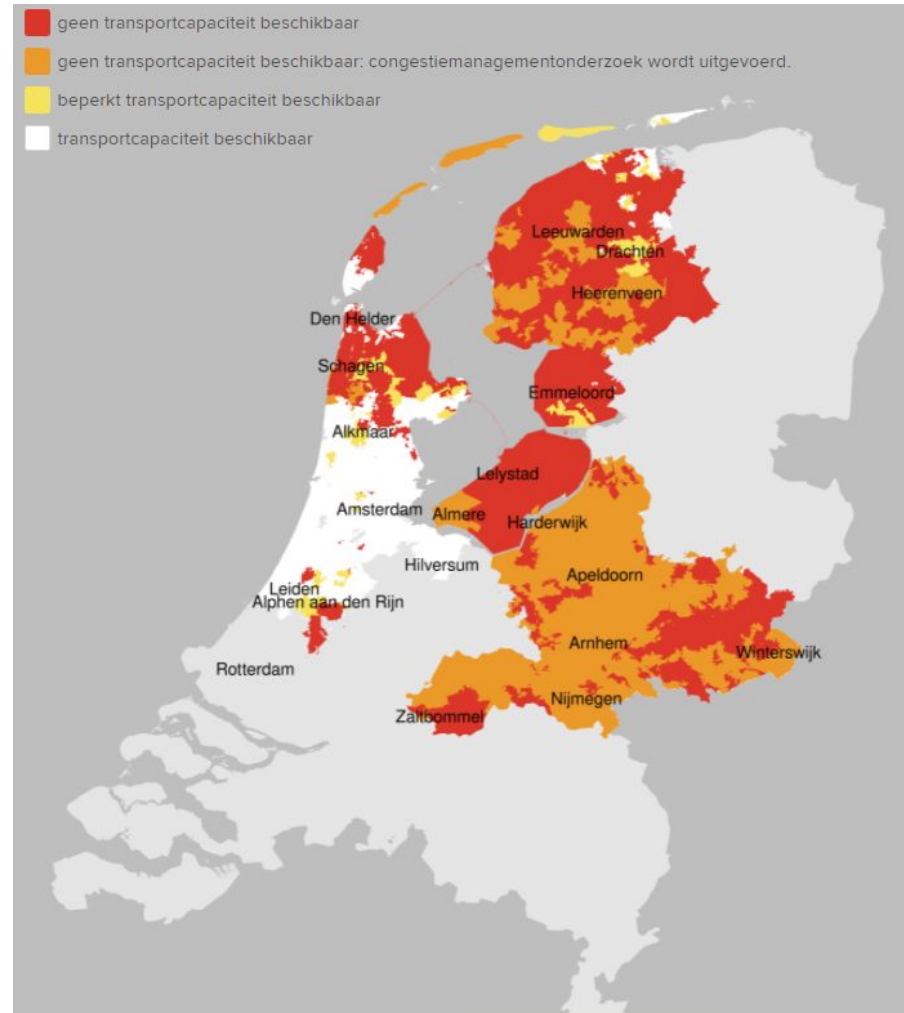 geen transportcapaciteit beschikbaar
geen transportcapaciteit beschikbaar: congestiemanagementonderzoek wordt uitgevoerd.
beperkt transportcapaciteit beschikbaar
transportcapaciteit beschikbaar
Leeuwarden
Drachten
Heerenveen
Den Helder
Schagen
Emmeloord
Alkmaar
Lelystad
Amsterdam
Almere
Harderwijk
Hilversum
Apeldoorn
Leiden
Alphen aan den Rijn
Arnhem
Winterswijk
Rotterdam
Nijmegen
Zaltbommel